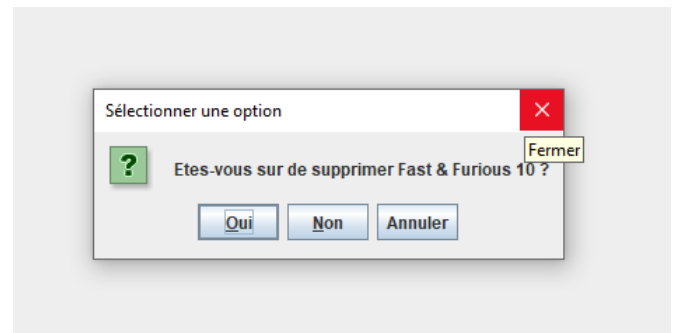 Sélectionner une option
Fermer
? Etes-vous sur de supprimer Fast & Furious 10 ?
Oui Non Annuler